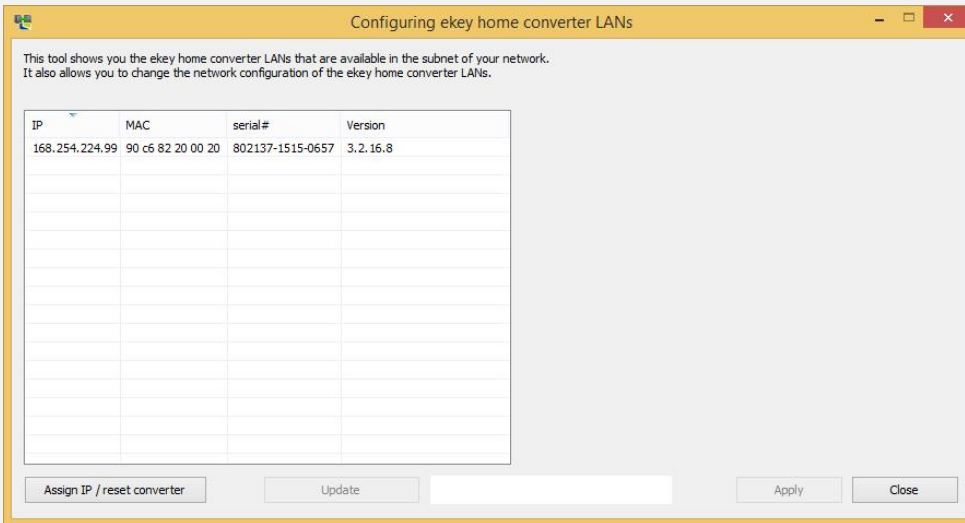 Configuring ekey home converter LANs
This tool shows you the ekey home converter LANs that are available in the subnet of your network.
It also allows you to change the network configuration of the ekey home converter LANs.
IP MAC serial# Version
168.254.224.99 90 c6 82 20 00 20 802137-1515-0657 3.2.16.8
Assign IP / reset converter Update Apply Close